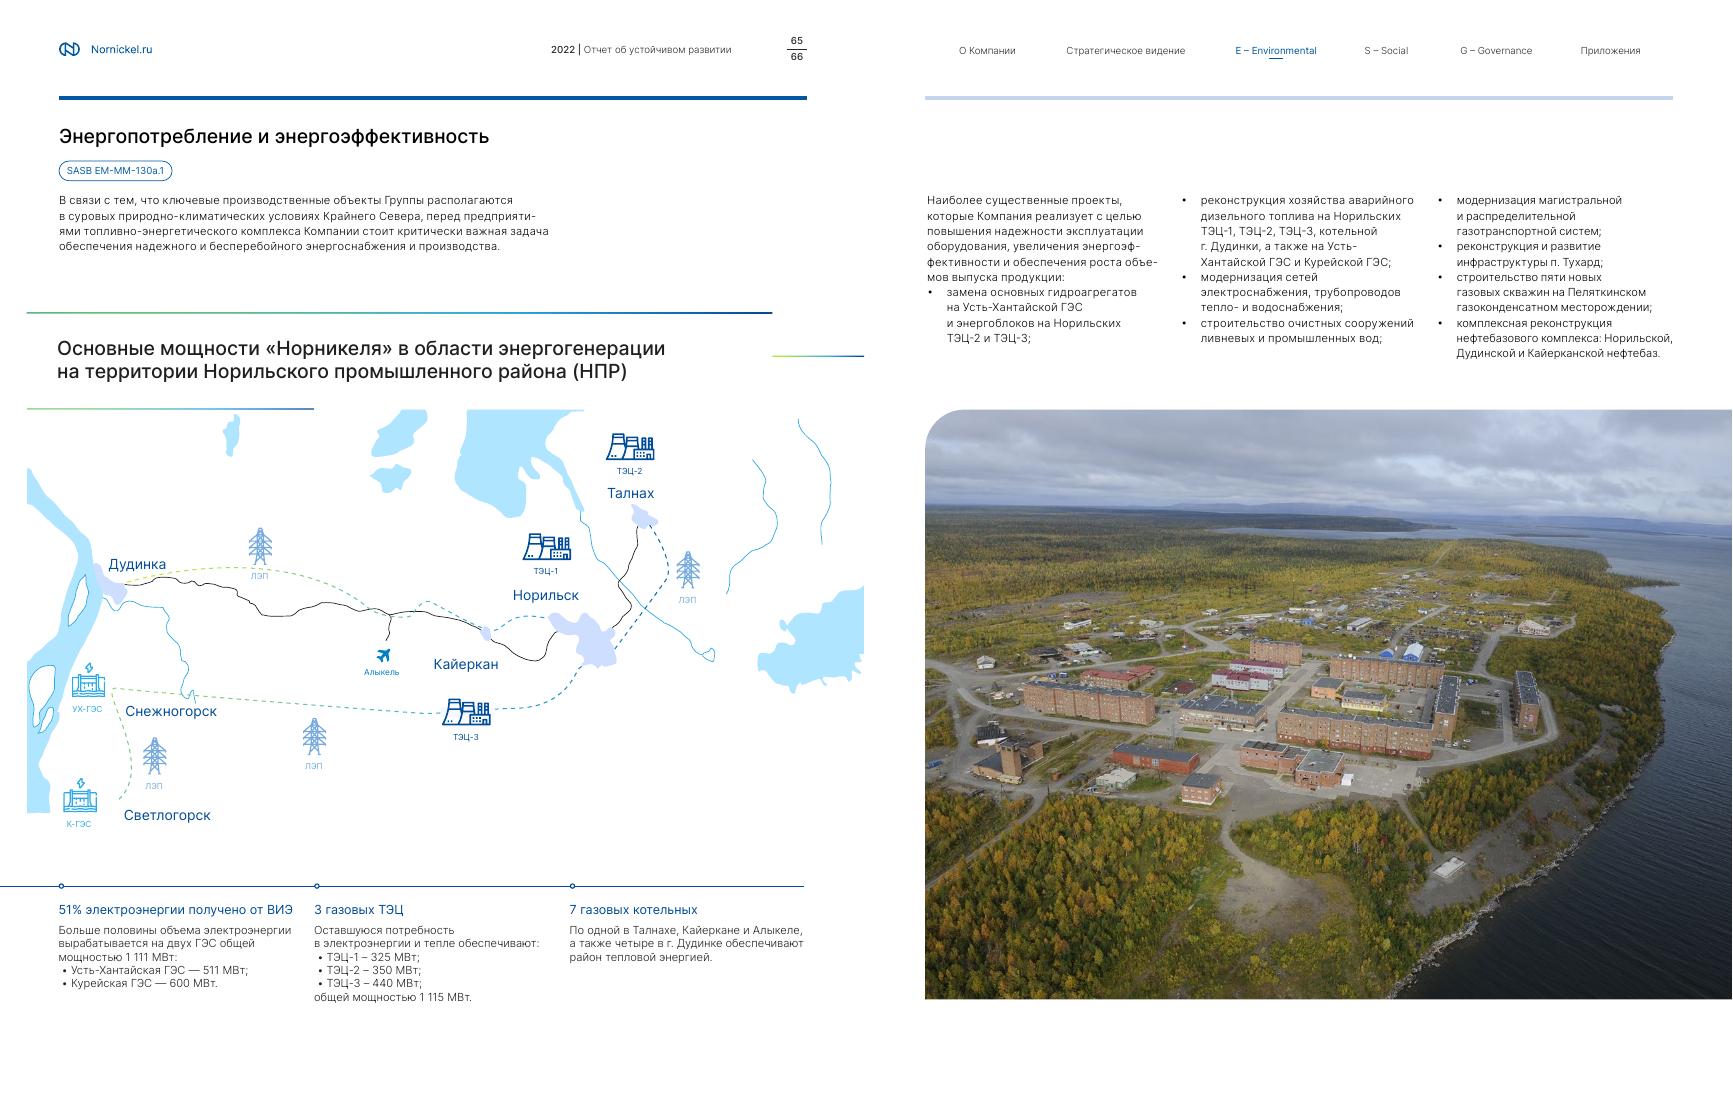 Nornickel.ru
2022 | Отчет об устойчивом развитии
65
66
О Компании
Стратегическое видение
E – Environmental
S – Social
G – Governance
Приложения
Энергопотребление и энергоэффективность
SASB EM-MM-130a.1
В связи с тем, что ключевые производственные объекты Группы располагаются
в суровых природно-климатических условиях Крайнего Севера, перед предприяти-
ями топливно-энергетического комплекса Компании стоит критически важная задача
обеспечения надежного и бесперебойного энергоснабжения и производства.
Основные мощности «Норникеля» в области энергогенерации
на территории Норильского промышленного района (НПР)
ТЭЦ-2
Талнах
ТЭЦ-1
Норильск
ЛЭП
Дудинка
ЛЭП
Алыкель
Кайеркан
УХ-ГЭС
Снежногорск
ТЭЦ-3
ЛЭП
ЛЭП
К-ГЭС
Светлогорск
51% электроэнергии получено от ВИЭ
Больше половины объема электроэнергии
вырабатывается на двух ГЭС общей
мощностью 1 111 МВт:
• Усть-Хантайская ГЭС — 511 МВт;
• Курейская ГЭС — 600 МВт.
3 газовых ТЭЦ
Оставшуюся потребность
в электроэнергии и тепле обеспечивают:
• ТЭЦ-1 – 325 МВт;
• ТЭЦ-2 – 350 МВт;
• ТЭЦ-3 – 440 МВт;
общей мощностью 1 115 МВт.
7 газовых котельных
По одной в Талнахе, Кайеркане и Алыкеле,
а также четыре в г. Дудинке обеспечивают
район тепловой энергией.
Наиболее существенные проекты,
которые Компания реализует с целью
повышения надежности эксплуатации
оборудования, увеличения энергоэф-
фективности и обеспечения роста объе-
мов выпуска продукции:
• замена основных гидроагрегатов
на Усть-Хантайской ГЭС
и энергоблоков на Норильских
ТЭЦ-2 и ТЭЦ-3;
• реконструкция хозяйства аварийного
дизельного топлива на Норильских
ТЭЦ-1, ТЭЦ-2, ТЭЦ-3, котельной
г. Дудинки, а также на Усть-
Хантайской ГЭС и Курейской ГЭС;
• модернизация сетей
электроснабжения, трубопроводов
тепло- и водоснабжения;
• строительство очистных сооружений
ливневых и промышленных вод;
• модернизация магистральной
и распределительной
газотранспортной систем;
• реконструкция и развитие
инфраструктуры п. Тухард;
• строительство пяти новых
газовых скважин на Пеляткинском
газоконденсатном месторождении;
• комплексная реконструкция
нефтебазового комплекса: Норильской,
Дудинской и Кайерканской нефтебаз.